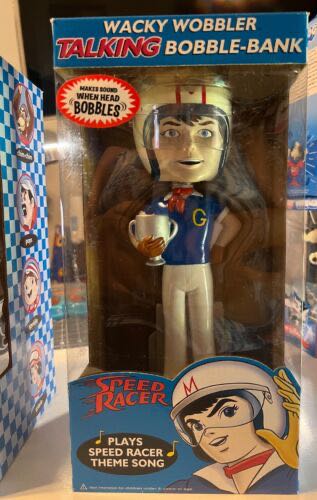 WACKY WOBBLER
TALKING BOBBLE-BANK
MAKES SOUND
WHEN HEAD
BOBBLES
G
SPEED
RACER
M
PLAYS
SPEED RACER
THEME SONG